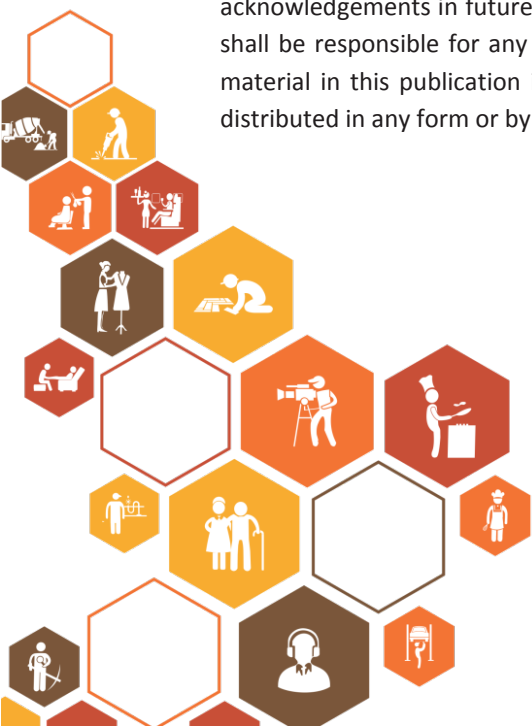 acknowledgements in future
shall be responsible for any
material in this publication
distributed in any form or by